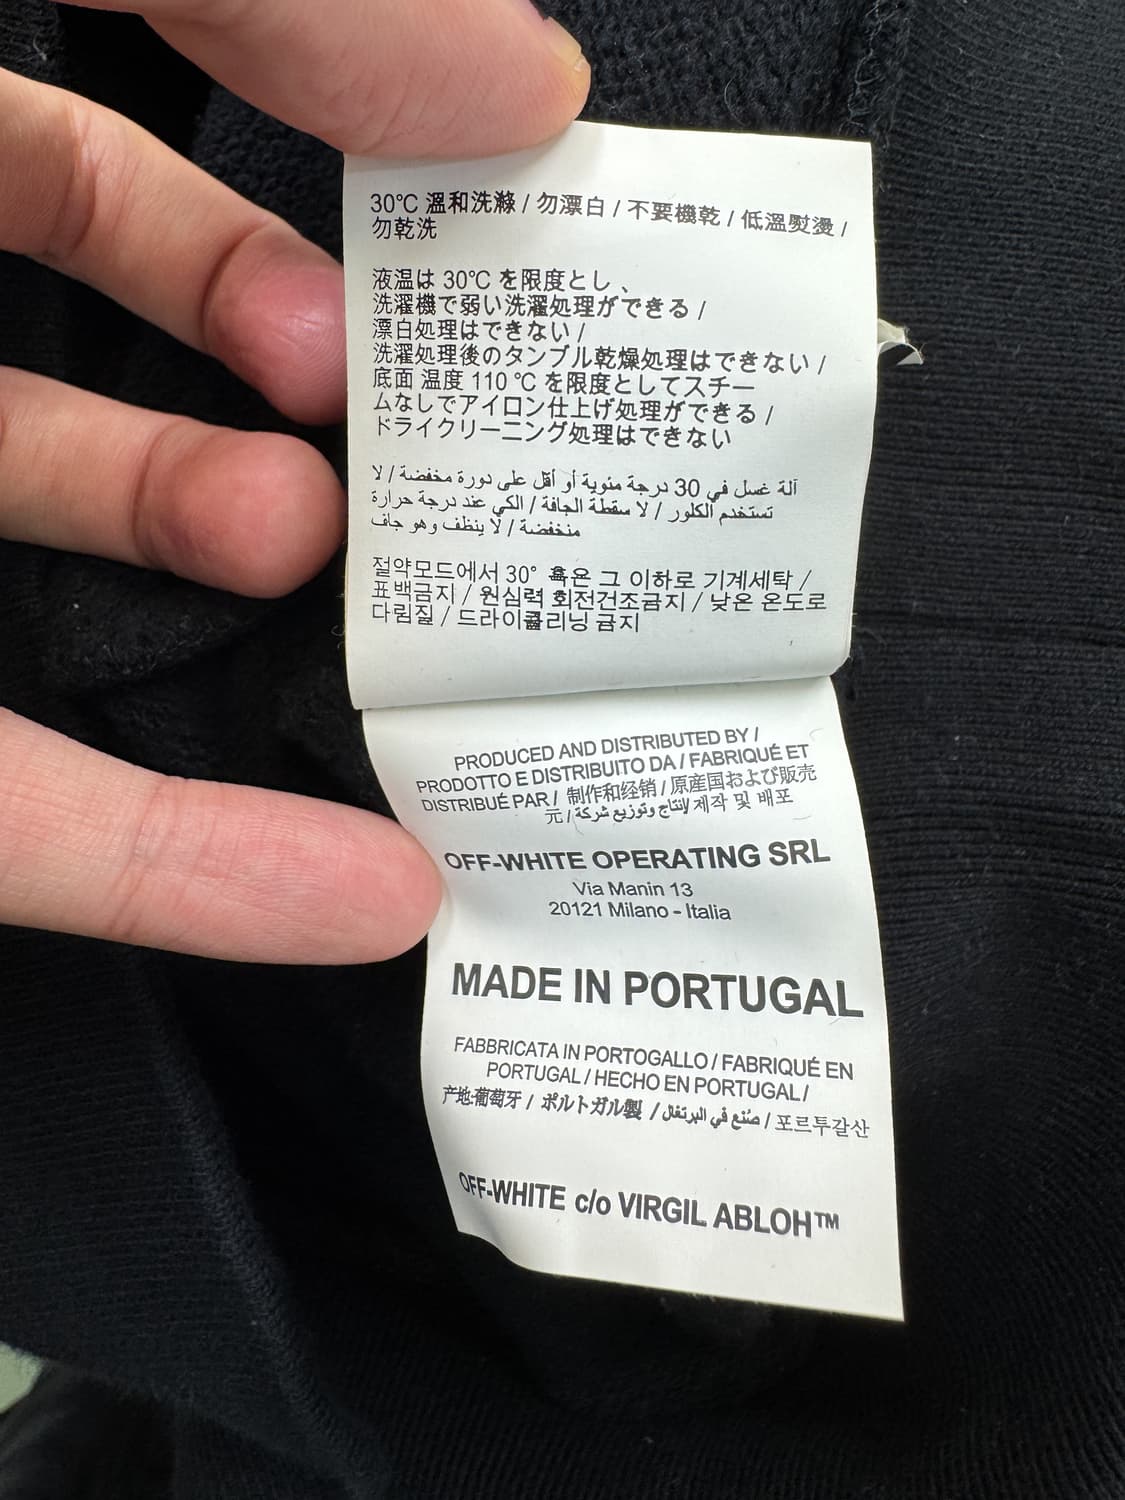 30°C 溫和洗滌 / 勿漂白 / 不要機乾 / 低溫熨燙 /
勿乾洗
液温は 30°C を限度とし 、
洗濯機で弱い洗濯処理ができる /
漂白処理はできない /
洗濯処理後のタンブル乾燥処理はできない /
底面 温度 110 °C を限度としてスチー
ムなしでアイロン仕上げ処理ができる /
ドライクリーニング処理はできない
آلة غسل في 30 درجة مئوية أو أقل على دورة مخفضة / لا
تستخدم الكلور / لا سقطة الجافة / الكي عند درجة حرارة
منخفضة / لا ينظف وهو جاف
절약모드에서 30° 혹은 그 이하로 기계세탁 /
표백금지 / 원심력 회전건조금지 / 낮은 온도로
다림질 / 드라이클리닝 금지
PRODUCED AND DISTRIBUTED BY /
PRODOTTO E DISTRIBUITO DA / FABRIQUÉ ET
DISTRIBUÉ PAR / 制作和经销 / 原産国および販売
元 / إنتاج وتوزيع شركة / 제작 및 배포
OFF-WHITE OPERATING SRL
Via Manin 13
20121 Milano - Italia
MADE IN PORTUGAL
FABBRICATA IN PORTOGALLO / FABRIQUÉ EN
PORTUGAL / HECHO EN PORTUGAL /
产地:葡萄牙 / ポルトガル製 / صُنع في البرتغال / 포르투갈산
OFF-WHITE c/o VIRGIL ABLOH™